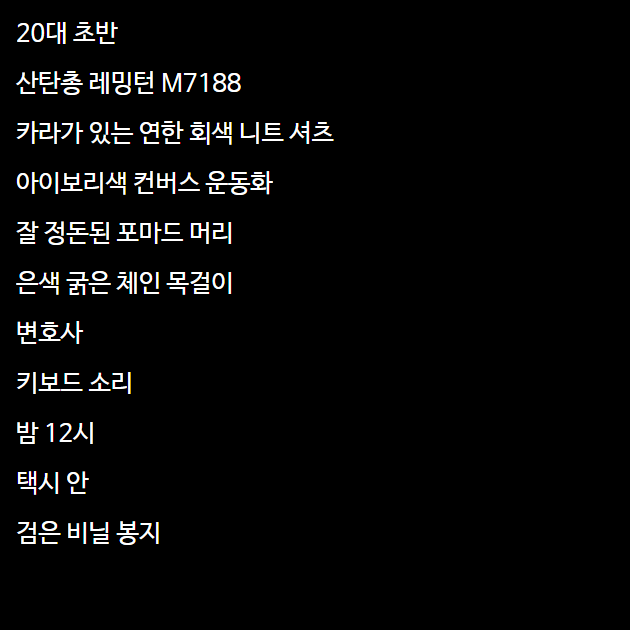 20대 초반
산탄총 레밍턴 M7188
카라가 있는 연한 회색 니트 셔츠
아이보리색 컨버스 운동화
잘 정돈된 포마드 머리
은색 굵은 체인 목걸이
변호사
키보드 소리
밤 12시
택시 안
검은 비닐 봉지